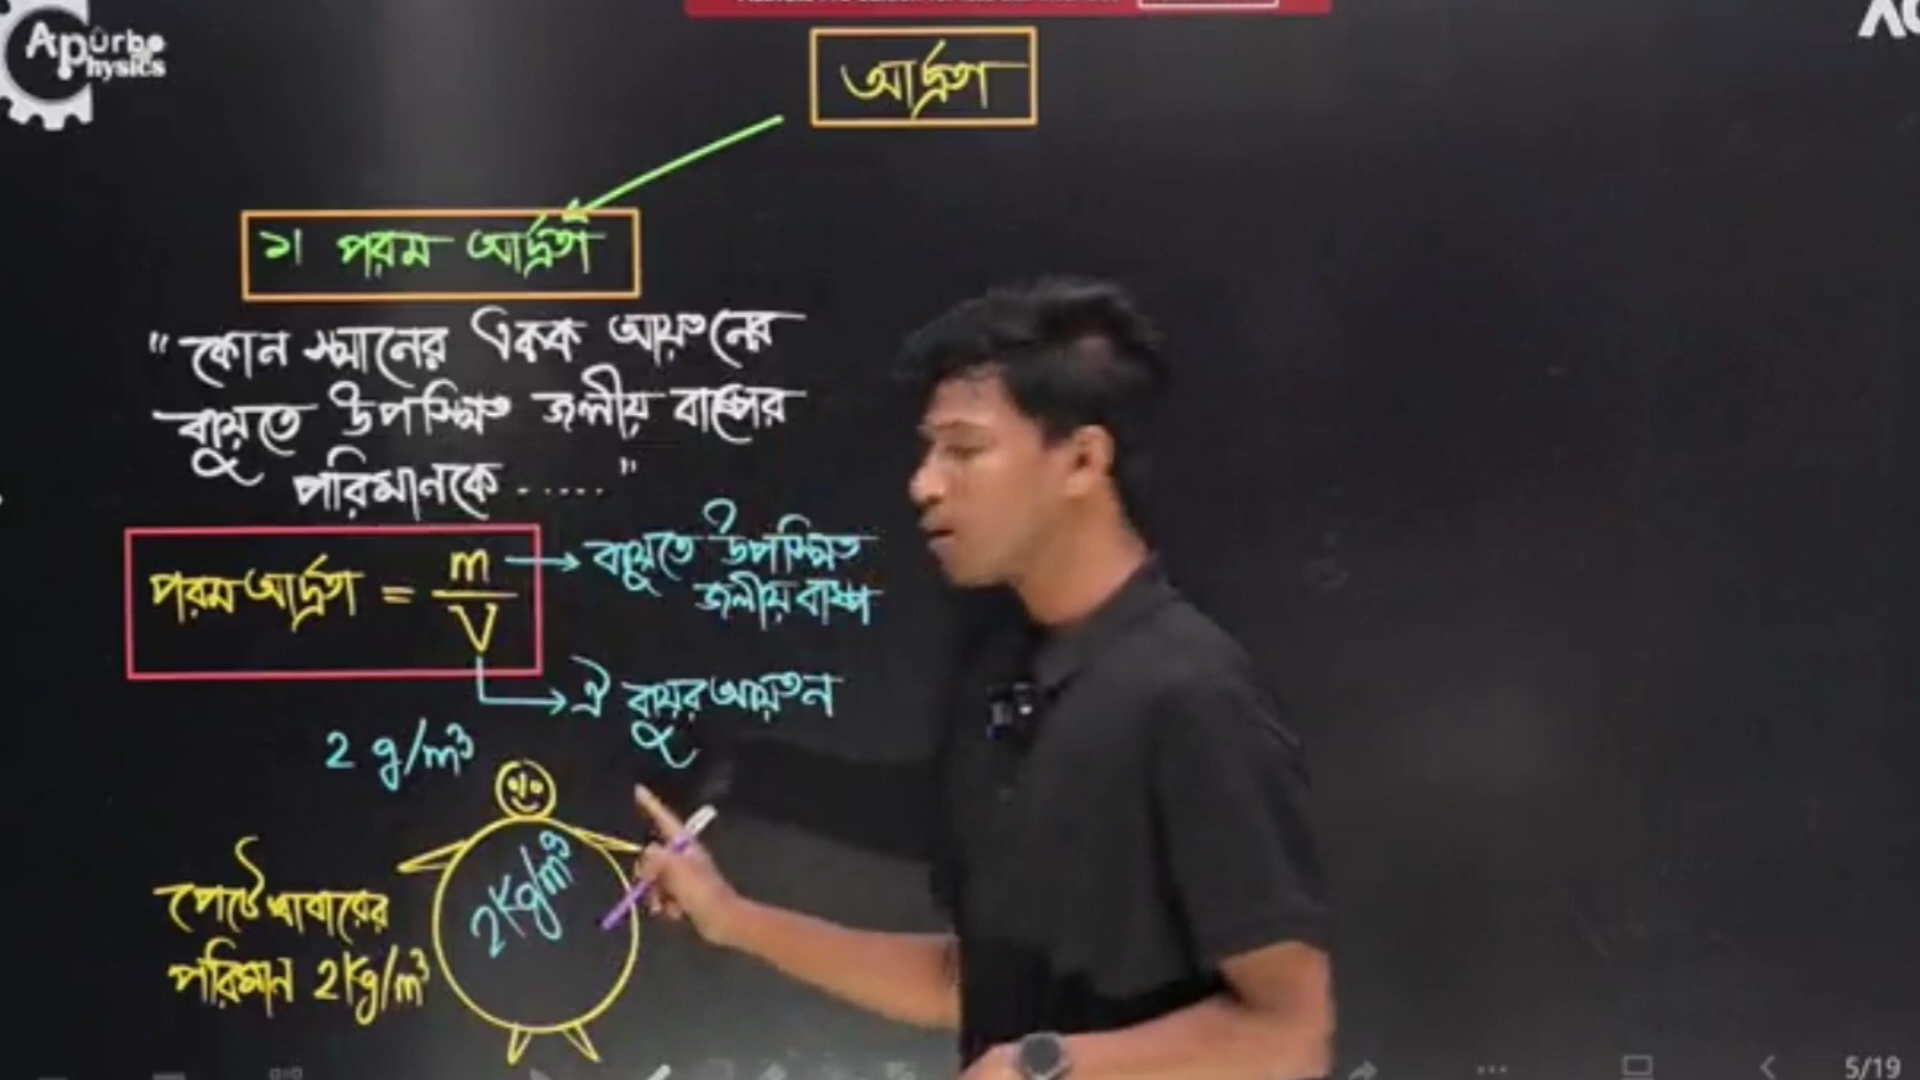 Apûrbo
Physics
আর্দ্রতা
১। পরম আর্দ্রতা
"কোন স্থানের একক আয়তনের
বায়ুতে উপস্থিত জলীয় বাষ্পের
পরিমানকে ....."
পরম আর্দ্রতা = m/V
বায়ুতে উপস্থিত
জলীয় বাষ্প
ঐ বায়ুর আয়তন
2 g/m³
2Kg/m³
পেটে খাবারের
পরিমান 2Kg/m³
5/19